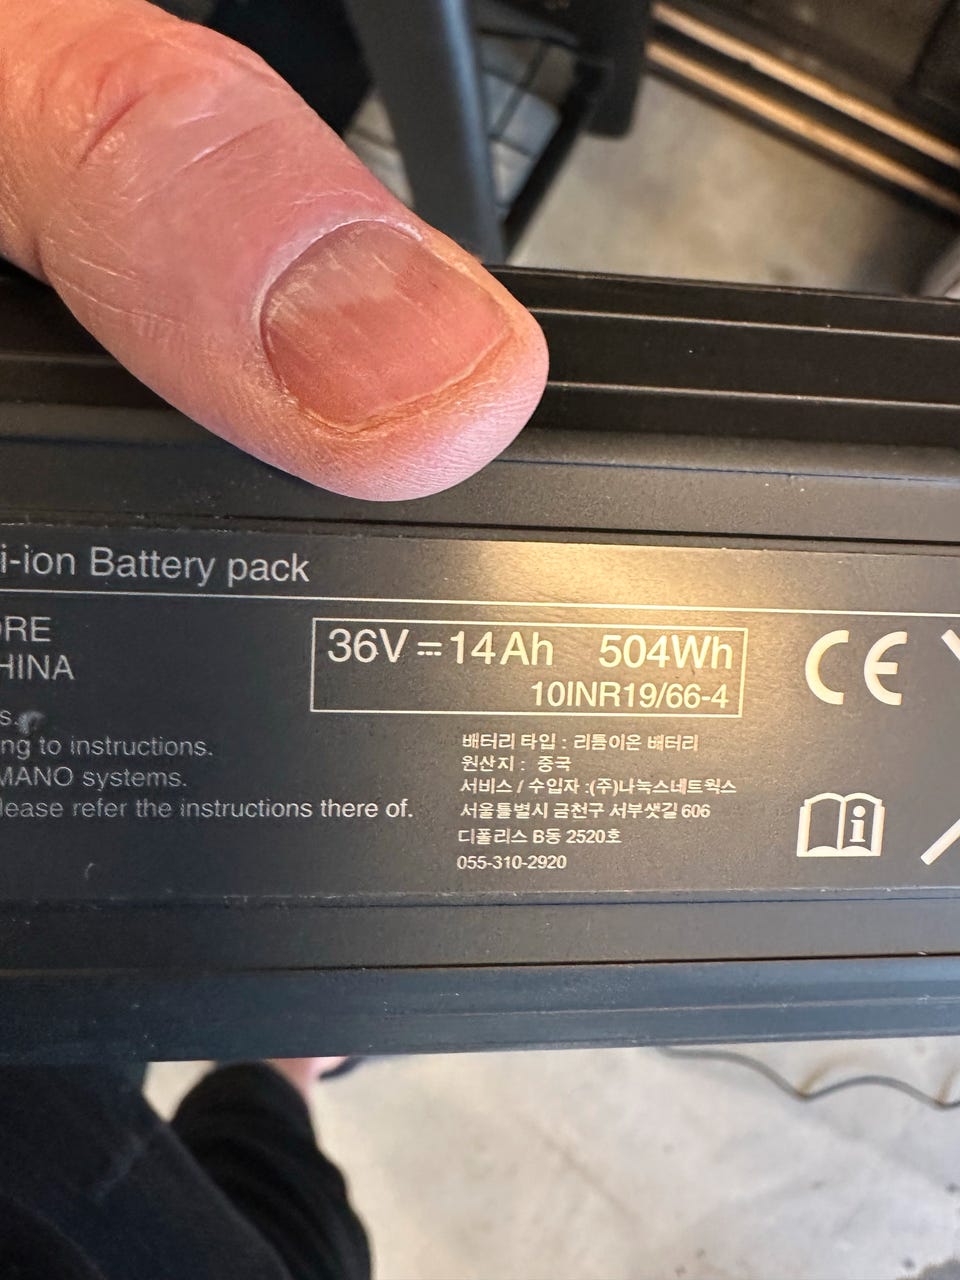 i-ion Battery pack
ORE
HINA
36V⎓14Ah 504Wh
10INR19/66-4
CE
s.
ng to instructions.
MANO systems.
lease refer the instructions there of.
배터리 타입 : 리튬이온 배터리
원산지 : 중국
서비스 / 수입자 :(주)나눅스네트웍스
서울특별시 금천구 서부샛길 606
디폴리스 B동 2520호
055-310-2920
i